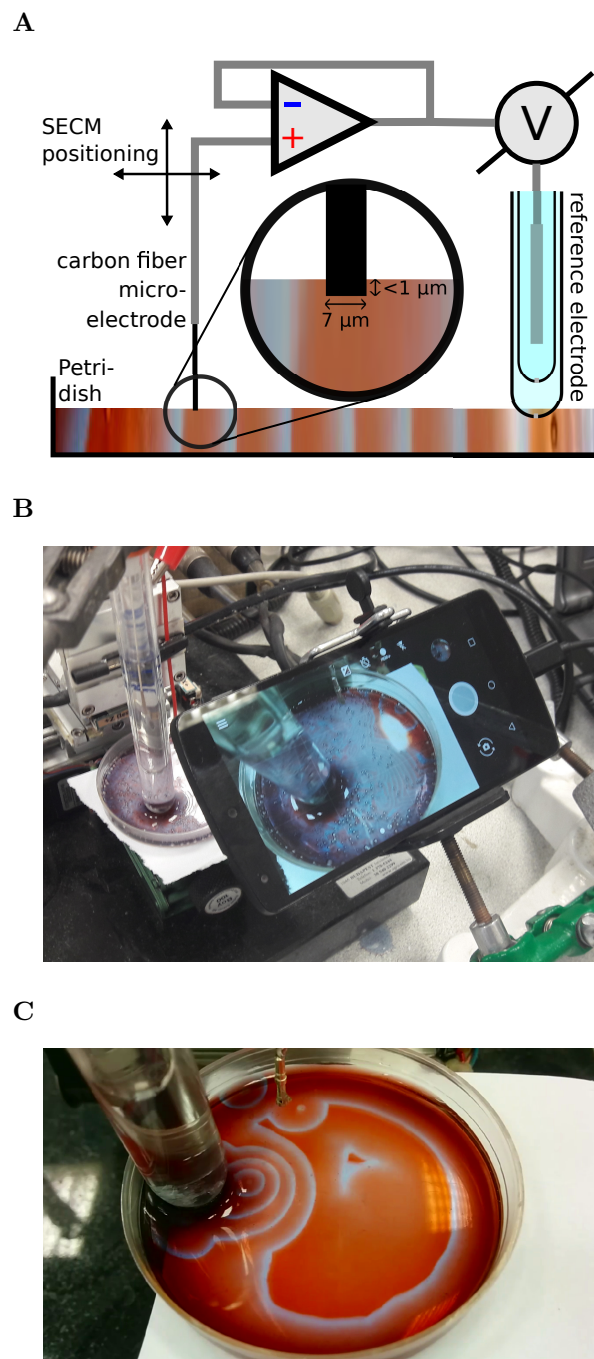 A
SECM
positioning
-
+
V
carbon fiber
micro-
electrode
<1 µm
7 µm
reference electrode
Petri-
dish
B
C